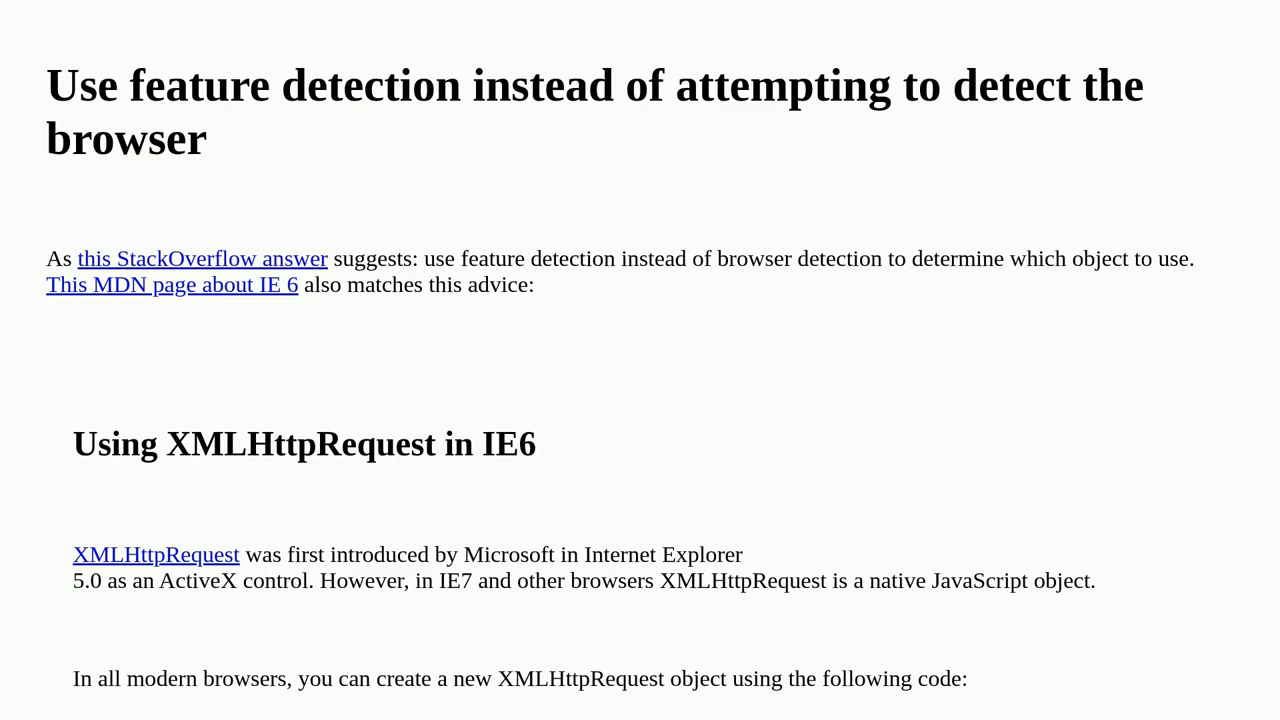 Use feature detection instead of attempting to detect the
browser
As this StackOverflow answer suggests: use feature detection instead of browser detection to determine which object to use.
This MDN page about IE 6 also matches this advice:
Using XMLHttpRequest in IE6
XMLHttpRequest was first introduced by Microsoft in Internet Explorer
5.0 as an ActiveX control. However, in IE7 and other browsers XMLHttpRequest is a native JavaScript object.
In all modern browsers, you can create a new XMLHttpRequest object using the following code: